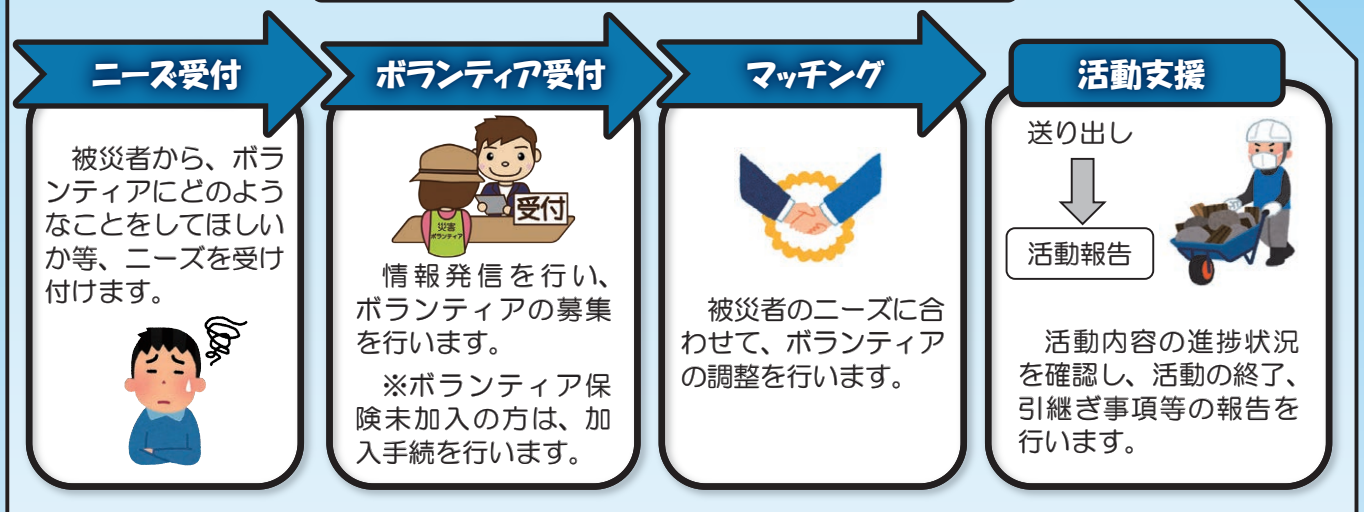 ニーズ受付
被災者から、ボラ
ンティアにどのよう
なことをしてほしい
か等、ニーズを受け
付けます。
ボランティア受付
受付
災害
ボランティア
情報発信を行い、
ボランティアの募集
を行います。
※ボランティア保
険未加入の方は、加
入手続を行います。
マッチング
被災者のニーズに合
わせて、ボランティア
の調整を行います。
活動支援
送り出し
活動報告
活動内容の進捗状況
を確認し、活動の終了、
引継ぎ事項等の報告を
行います。